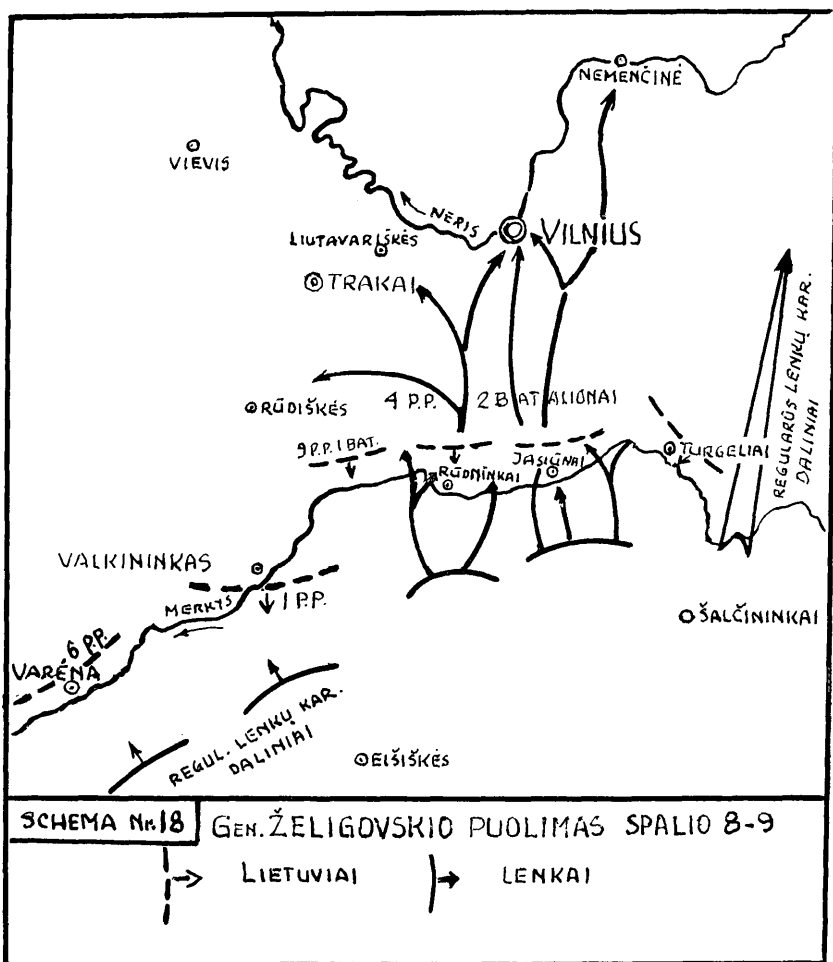 NEMENČINĖ
VIEVIS
NERIS
VILNIUS
LIUTAVARIŠKĖS
TRAKAI
REGULARŪS LENKŲ KAR.
DALINIAI
RŪDIŠKĖS
4 P.P.
2 BATALIONAI
9 P.P. I BAT.
TURGELIAI
JASIŪNAI
RŪDNINKAI
VALKININKAS
MERKYS
I P.P.
ŠALČININKAI
6 P.P.
VARĖNA
REGUL. LENKŲ KAR.
DALINIAI
EIŠIŠKĖS
SCHEMA Nr. 18
GEN. ŽELIGOVSKIO PUOLIMAS SPALIO 8-9
LIETUVIAI
LENKAI